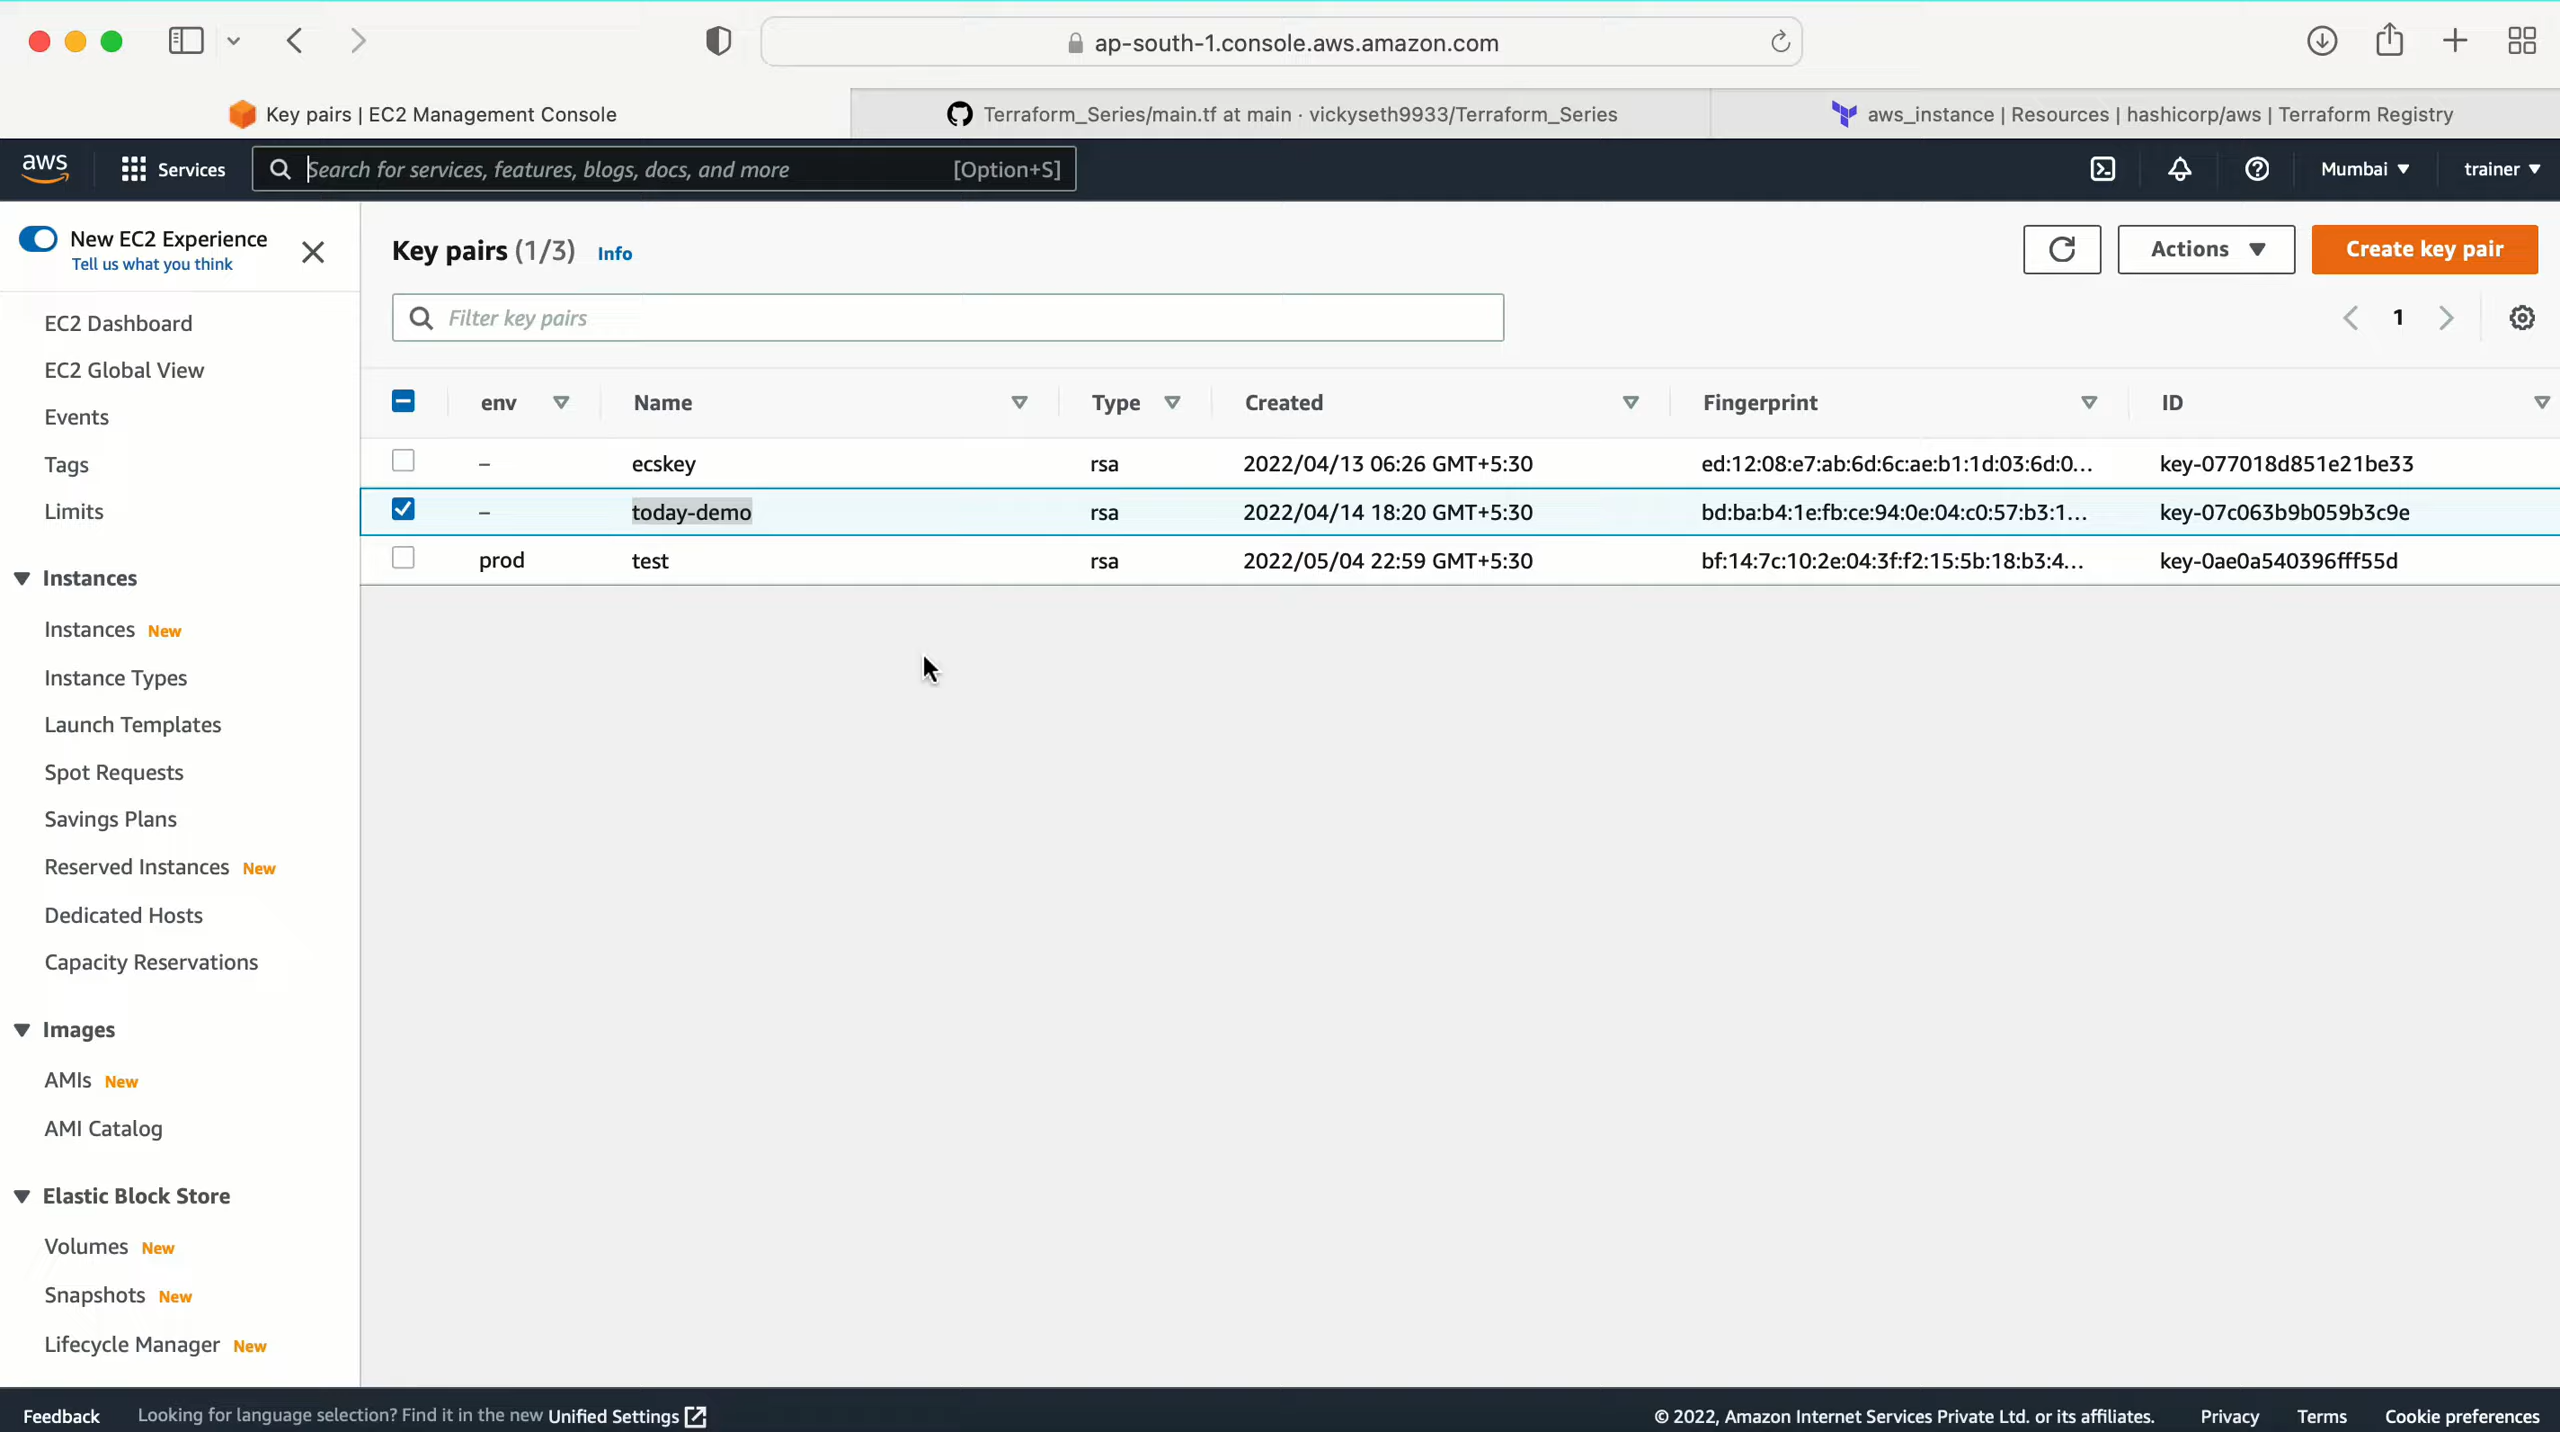 ap-south-1.console.aws.amazon.com
Key pairs | EC2 Management Console
Terraform_Series/main.tf at main · vickyseth9933/Terraform_Series
aws_instance | Resources | hashicorp/aws | Terraform Registry
aws
Services
Search for services, features, blogs, docs, and more
[Option+S]
Mumbai
trainer
New EC2 Experience
Tell us what you think
EC2 Dashboard
EC2 Global View
Events
Tags
Limits
Instances
Instances New
Instance Types
Launch Templates
Spot Requests
Savings Plans
Reserved Instances New
Dedicated Hosts
Capacity Reservations
Images
AMIs New
AMI Catalog
Elastic Block Store
Volumes New
Snapshots New
Lifecycle Manager New
Key pairs (1/3) Info
Actions
Create key pair
Filter key pairs
1
env Name Type Created Fingerprint ID
– ecskey rsa 2022/04/13 06:26 GMT+5:30 ed:12:08:e7:ab:6d:6c:ae:b1:1d:03:6d:0... key-077018d851e21be33
– today-demo rsa 2022/04/14 18:20 GMT+5:30 bd:ba:b4:1e:fb:ce:94:0e:04:c0:57:b3:1... key-07c063b9b059b3c9e
prod test rsa 2022/05/04 22:59 GMT+5:30 bf:14:7c:10:2e:04:3f:f2:15:5b:18:b3:4... key-0ae0a540396fff55d
Feedback
Looking for language selection? Find it in the new Unified Settings
© 2022, Amazon Internet Services Private Ltd. or its affiliates.
Privacy
Terms
Cookie preferences